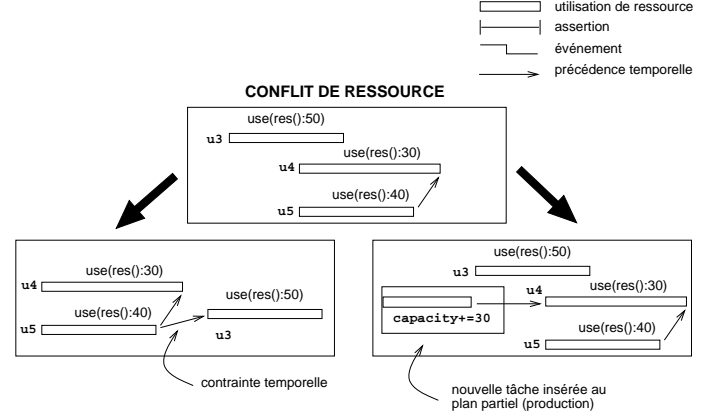 utilisation de ressource
assertion
événement
précédence temporelle
CONFLIT DE RESSOURCE
use(res():50)
u3
use(res():30)
u4
use(res():40)
u5
use(res():30)
u4
use(res():40)
use(res():50)
u5
u3
contrainte temporelle
use(res():50)
u3
u4
use(res():30)
capacity+=30
use(res():40)
u5
nouvelle tâche insérée au
plan partiel (production)